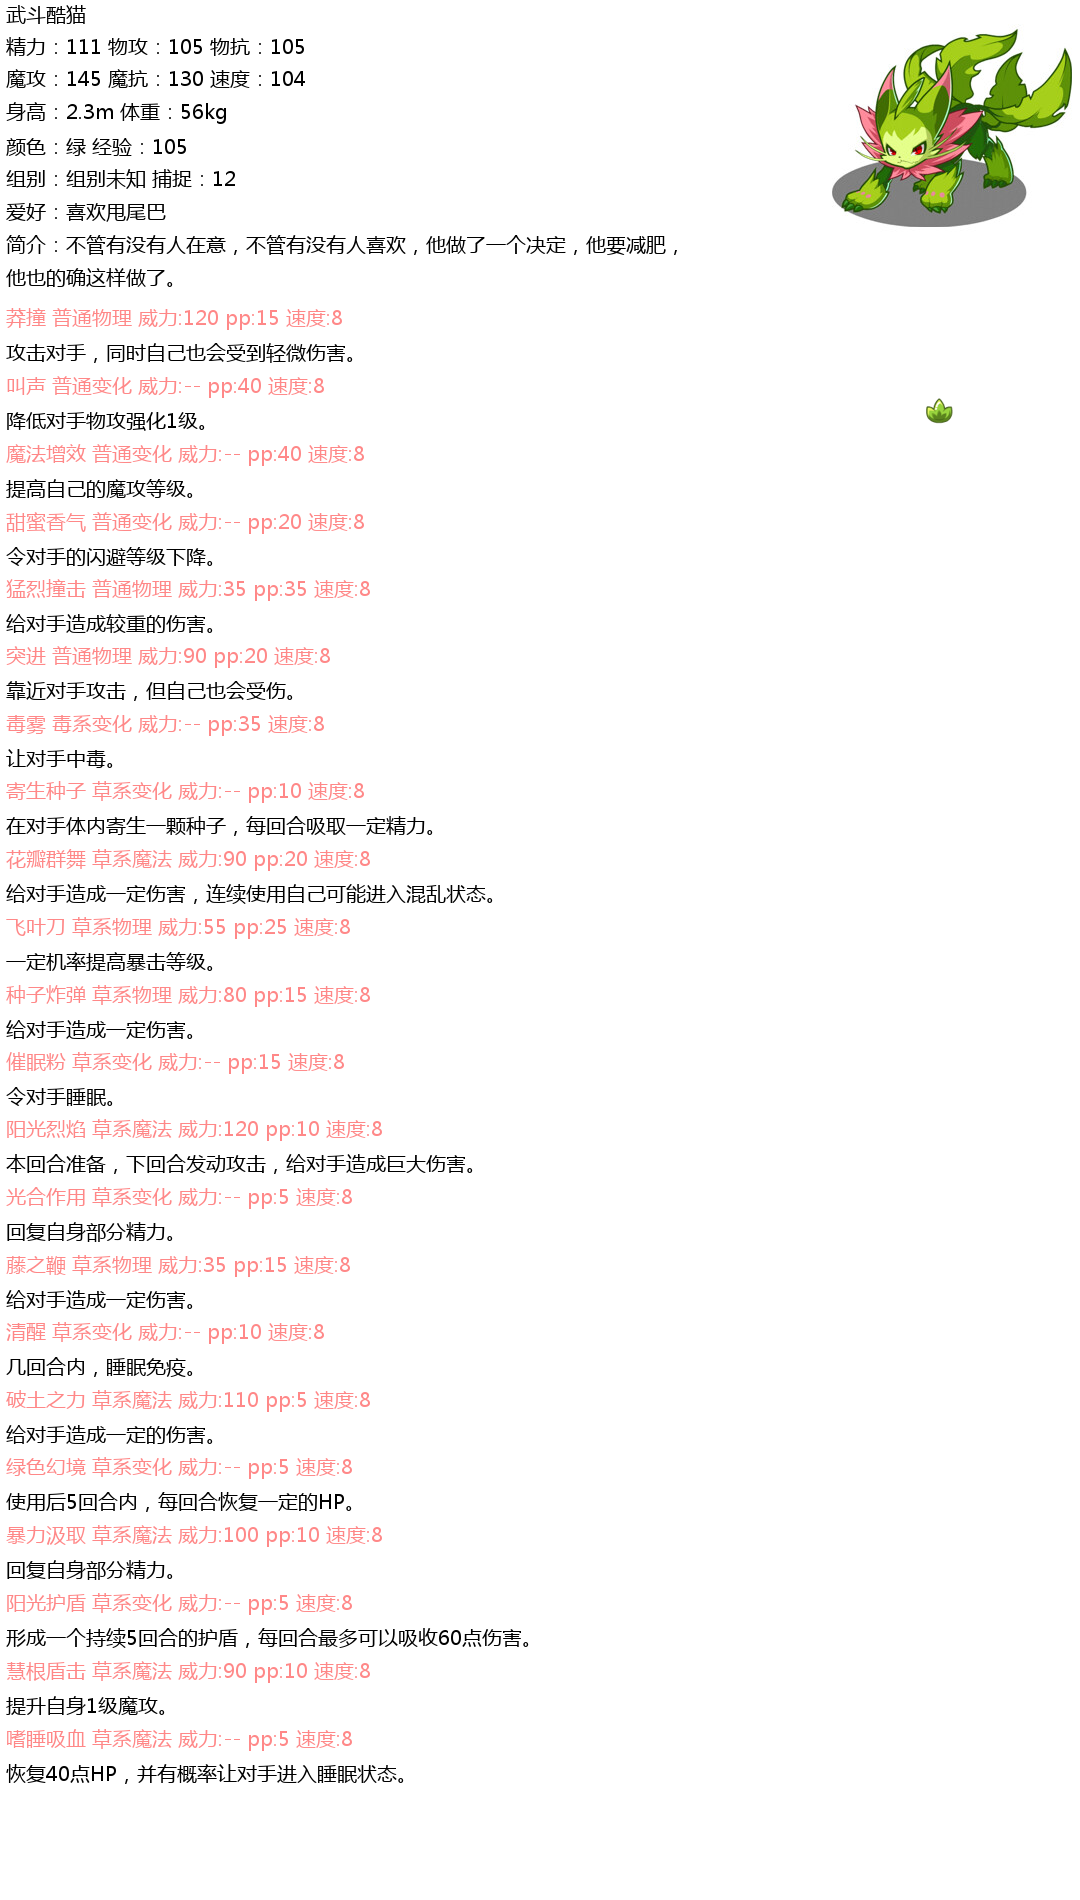 武斗酷猫
精力：111 物攻：105 物抗：105
魔攻：145 魔抗：130 速度：104
身高：2.3m 体重：56kg
颜色：绿 经验：105
组别：组别未知 捕捉：12
爱好：喜欢甩尾巴
简介：不管有没有人在意，不管有没有人喜欢，他做了一个决定，他要减肥，
他也的确这样做了。
莽撞 普通物理 威力:120 pp:15 速度:8
攻击对手，同时自己也会受到轻微伤害。
叫声 普通变化 威力:-- pp:40 速度:8
降低对手物攻强化1级。
魔法增效 普通变化 威力:-- pp:40 速度:8
提高自己的魔攻等级。
甜蜜香气 普通变化 威力:-- pp:20 速度:8
令对手的闪避等级下降。
猛烈撞击 普通物理 威力:35 pp:35 速度:8
给对手造成较重的伤害。
突进 普通物理 威力:90 pp:20 速度:8
靠近对手攻击，但自己也会受伤。
毒雾 毒系变化 威力:-- pp:35 速度:8
让对手中毒。
寄生种子 草系变化 威力:-- pp:10 速度:8
在对手体内寄生一颗种子，每回合吸取一定精力。
花瓣群舞 草系魔法 威力:90 pp:20 速度:8
给对手造成一定伤害，连续使用自己可能进入混乱状态。
飞叶刀 草系物理 威力:55 pp:25 速度:8
一定机率提高暴击等级。
种子炸弹 草系物理 威力:80 pp:15 速度:8
给对手造成一定伤害。
催眠粉 草系变化 威力:-- pp:15 速度:8
令对手睡眠。
阳光烈焰 草系魔法 威力:120 pp:10 速度:8
本回合准备，下回合发动攻击，给对手造成巨大伤害。
光合作用 草系变化 威力:-- pp:5 速度:8
回复自身部分精力。
藤之鞭 草系物理 威力:35 pp:15 速度:8
给对手造成一定伤害。
清醒 草系变化 威力:-- pp:10 速度:8
几回合内，睡眠免疫。
破土之力 草系魔法 威力:110 pp:5 速度:8
给对手造成一定的伤害。
绿色幻境 草系变化 威力:-- pp:5 速度:8
使用后5回合内，每回合恢复一定的HP。
暴力汲取 草系魔法 威力:100 pp:10 速度:8
回复自身部分精力。
阳光护盾 草系变化 威力:-- pp:5 速度:8
形成一个持续5回合的护盾，每回合最多可以吸收60点伤害。
慧根盾击 草系魔法 威力:90 pp:10 速度:8
提升自身1级魔攻。
嗜睡吸血 草系魔法 威力:-- pp:5 速度:8
恢复40点HP，并有概率让对手进入睡眠状态。